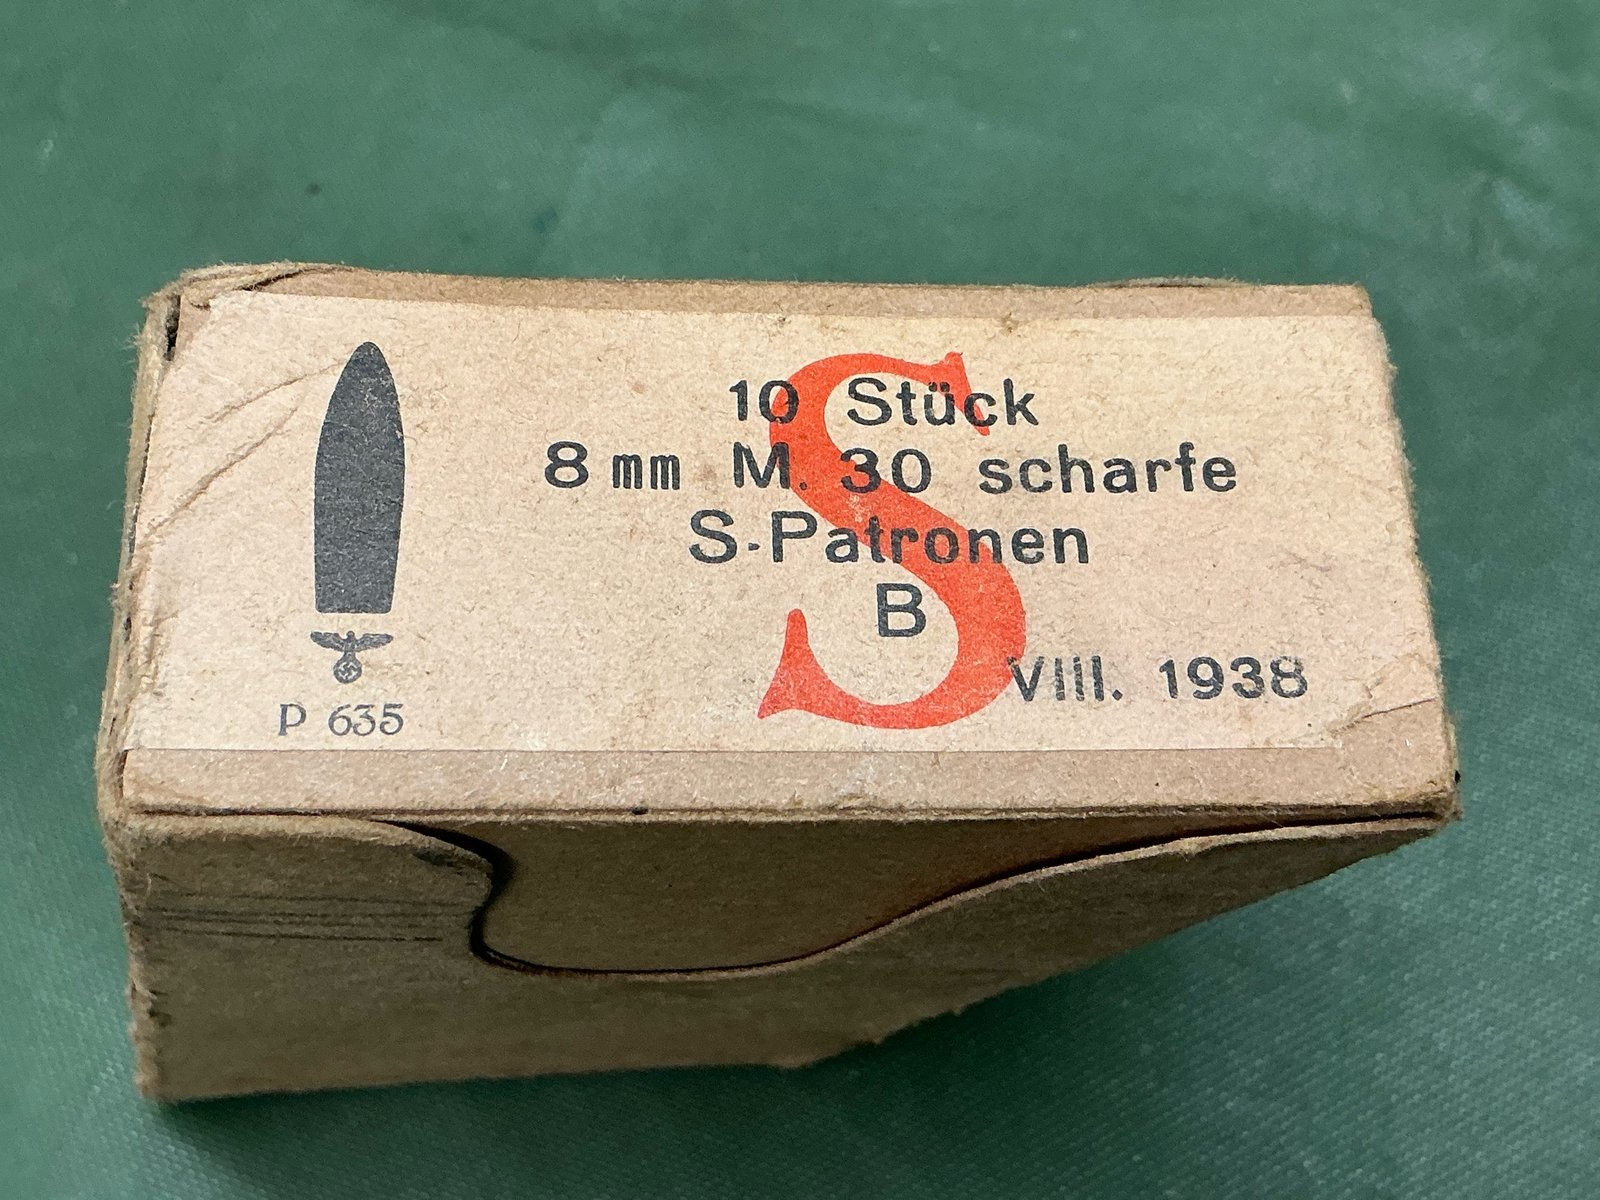 10 Stück
8 mm M. 30 scharfe
S-Patronen
B
S
VIII. 1938
P 635